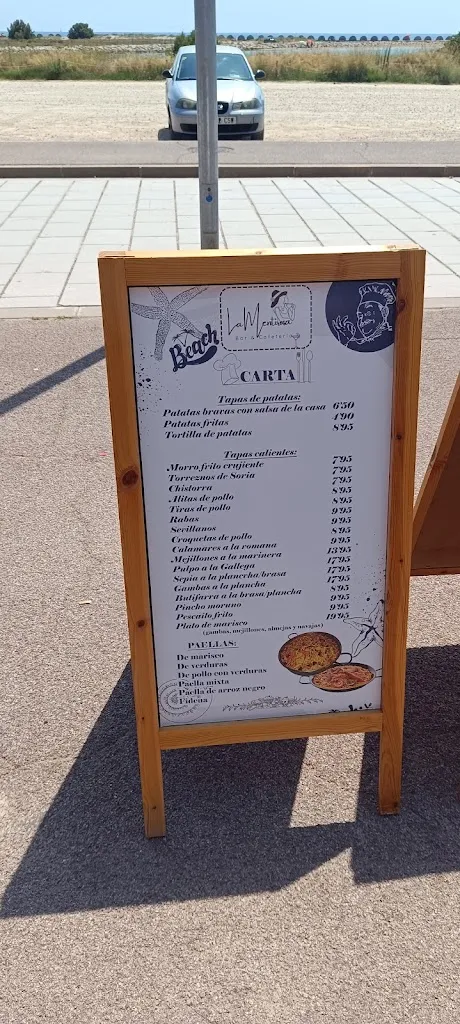 Beach
La Mentirosa
Bar & Cafeteria
CARTA
Tapas de patatas:
Patatas bravas con salsa de la casa 6'50
Patatas fritas 4'90
Tortilla de patatas 8'95
Tapas calientes:
Morro frito crujiente 7'95
Torreznos de Soria 7'95
Chistorra 7'95
Alitas de pollo 8'95
Tiras de pollo 8'95
Rabas 9'95
Sevillanos 9'95
Croquetas de pollo 8'95
Calamares a la romana 9'95
Mejillones a la marinera 13'95
Pulpo a la Gallega 17'95
Sepia a la plancha/brasa 17'95
Gambas a la plancha 17'95
Butifarra a la brasa/plancha 8'95
Pincho moruno 9'95
Pescaito frito 9'95
Plato de marisco 19'95
(gambas, mejillones, almejas y navajas)
PAELLAS:
De marisco
De verduras
De pollo con verduras
Paella mixta
Paella de arroz negro
Fideua